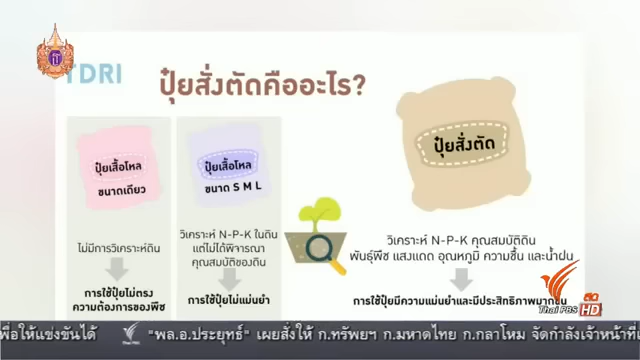 TDRI
ปุ๋ยสั่งตัดคืออะไร?
ปุ๋ยเสื้อโหล
ขนาดเดียว
ไม่มีการวิเคราะห์ดิน
การใช้ปุ๋ยไม่ตรง
ความต้องการของพืช
ปุ๋ยเสื้อโหล
ขนาด S M L
วิเคราะห์ N-P-K ในดิน
แต่ไม่ได้พิจารณา
คุณสมบัติของดิน
การใช้ปุ๋ยไม่แม่นยำ
ปุ๋ยสั่งตัด
วิเคราะห์ N-P-K คุณสมบัติดิน
พันธุ์พืช แสงแดด อุณหภูมิ ความชื้น และน้ำฝน
การใช้ปุ๋ยมีความแม่นยำและมีประสิทธิภาพมากขึ้น
Thai PBS HD
พื่อให้แข่งขันได้ "พล.อ.ประยุทธ์" เผยสั่งให้ ก.ทรัพยฯ ก.มหาดไทย ก.กลาโหม จัดกำลังเจ้าหน้าที่